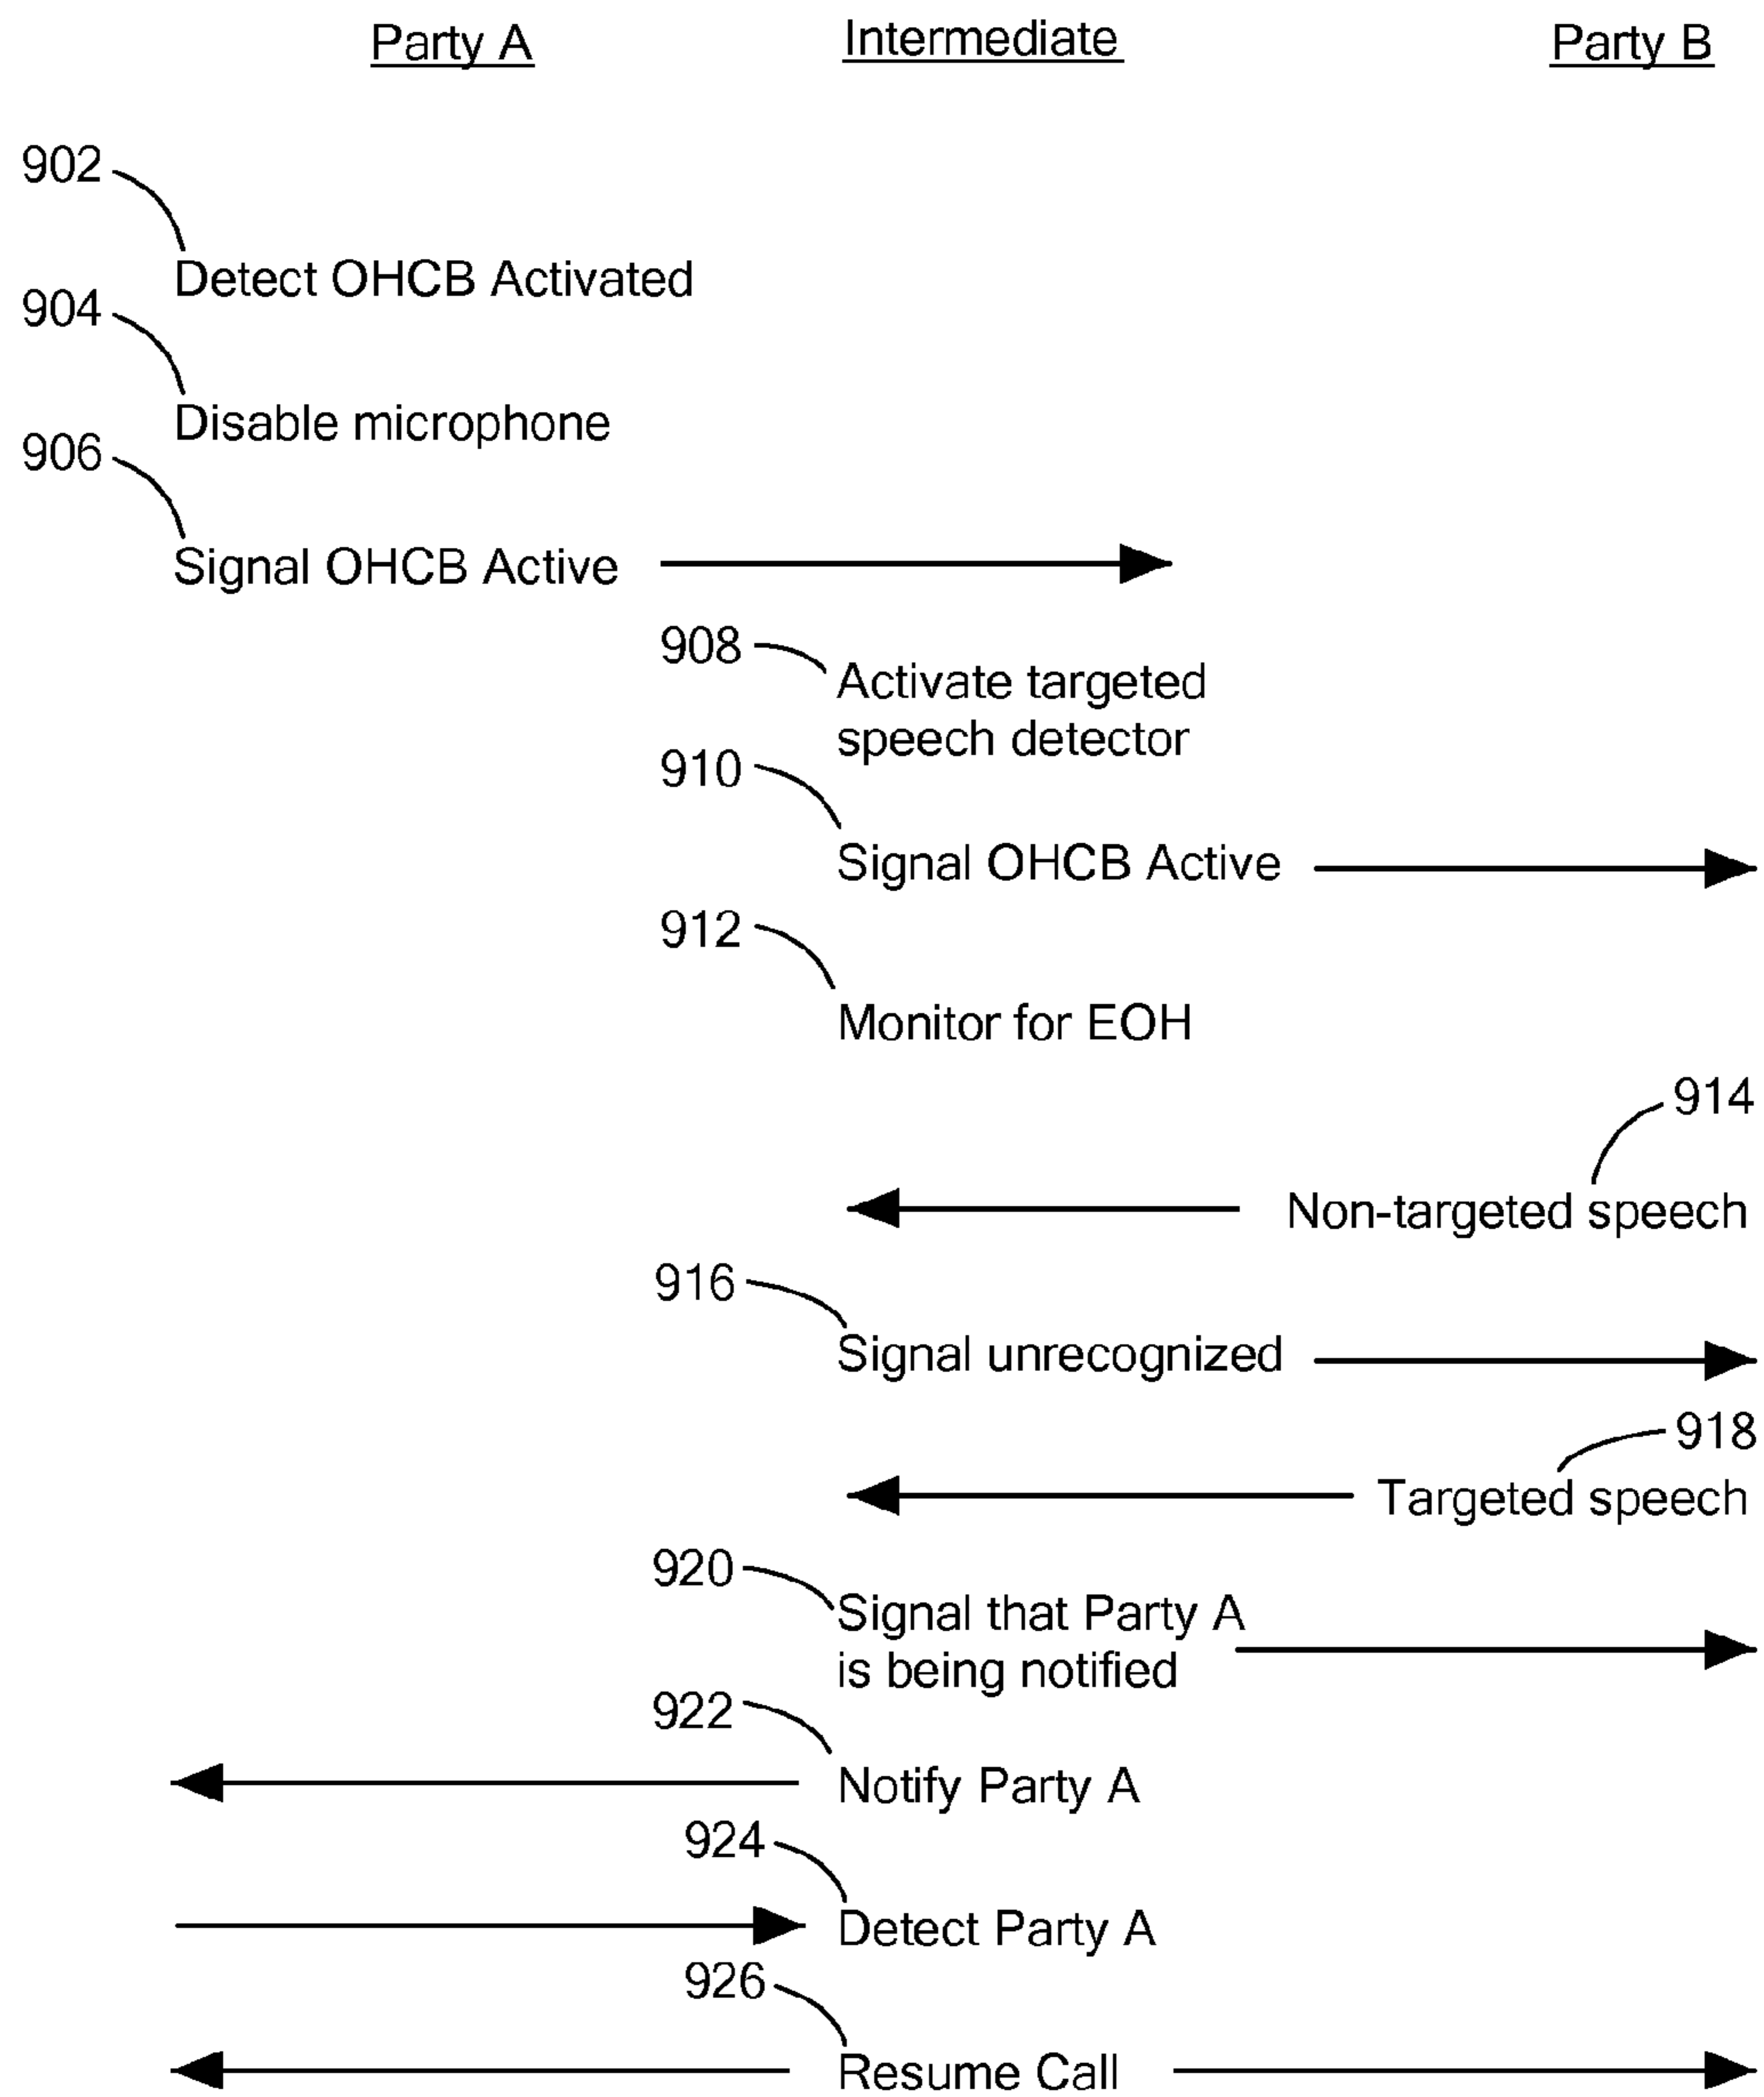 Party A Intermediate Party B
902
Detect OHCB Activated
904
Disable microphone
906
Signal OHCB Active
908
Activate targeted
speech detector
910
Signal OHCB Active
912
Monitor for EOH
914
Non-targeted speech
916
Signal unrecognized
918
Targeted speech
920
Signal that Party A
is being notified
922
Notify Party A
924
Detect Party A
926
Resume Call